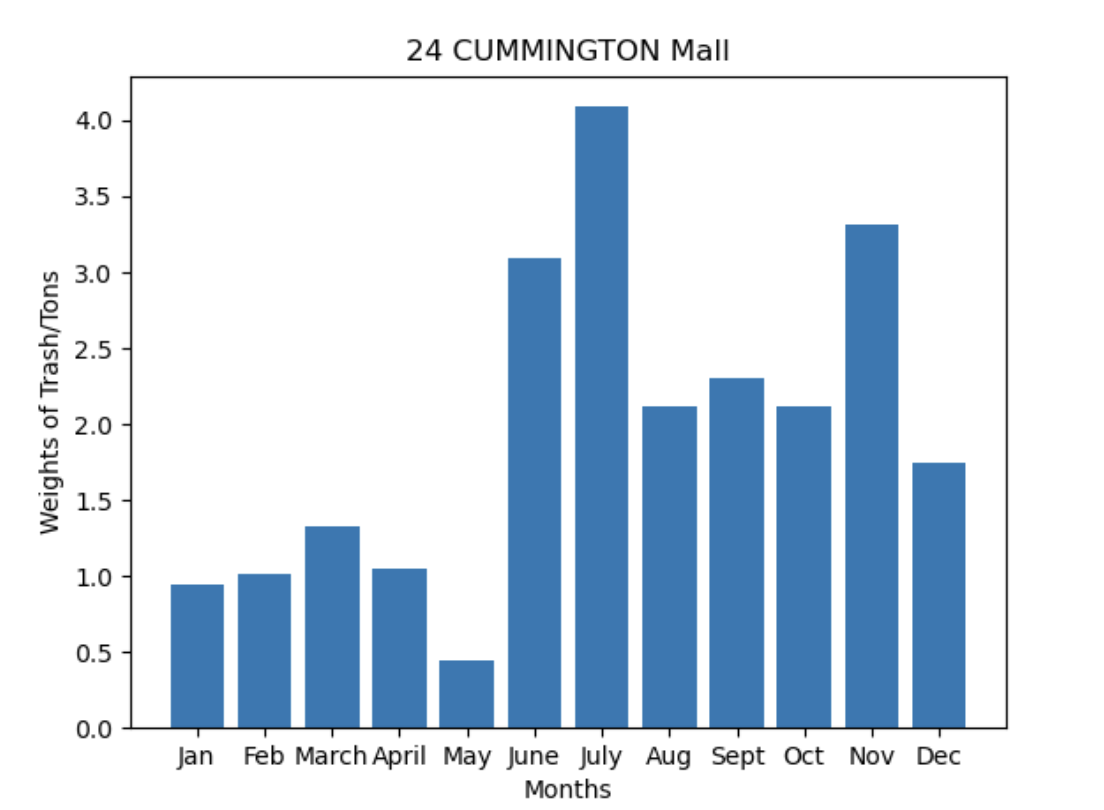 24 CUMMINGTON Mall
Weights of Trash/Tons
4.0
3.5
3.0
2.5
2.0
1.5
1.0
0.5
0.0
Jan Feb March April May June July Aug Sept Oct Nov Dec
Months